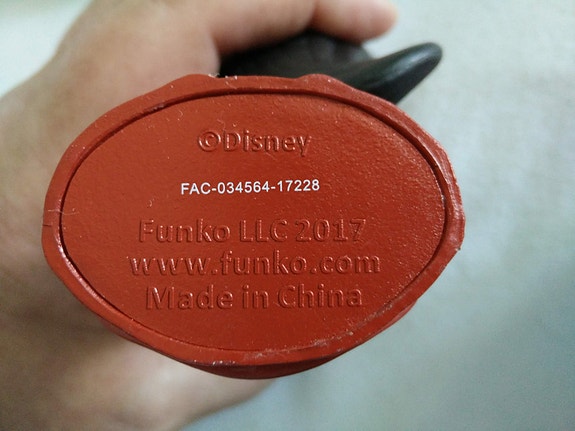 ©Disney
FAC-034564-17228
Funko LLC 2017
www.funko.com
Made in China